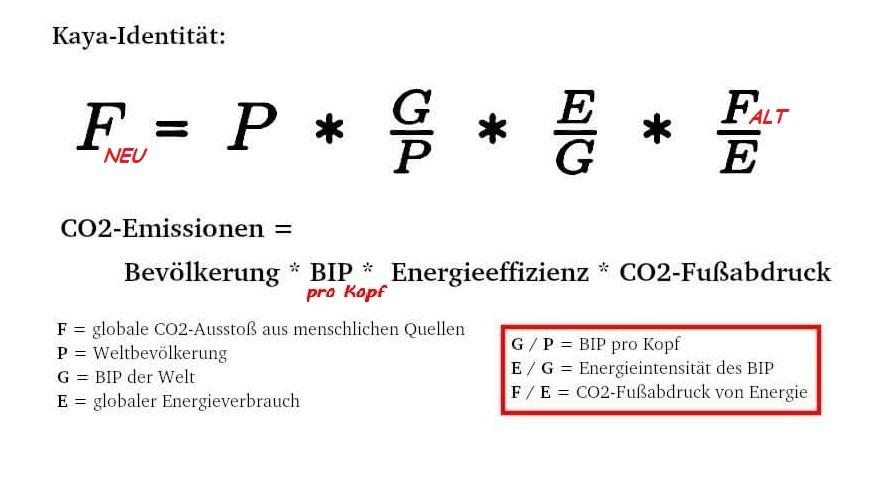 Kaya-Identität:
F NEU = P * G/P * E/G * F ALT/E
CO2-Emissionen =
Bevölkerung * BIP * Energieeffizienz * CO2-Fußabdruck
pro Kopf
F = globale CO2-Ausstoß aus menschlichen Quellen
P = Weltbevölkerung
G = BIP der Welt
E = globaler Energieverbrauch
G / P = BIP pro Kopf
E / G = Energieintensität des BIP
F / E = CO2-Fußabdruck von Energie